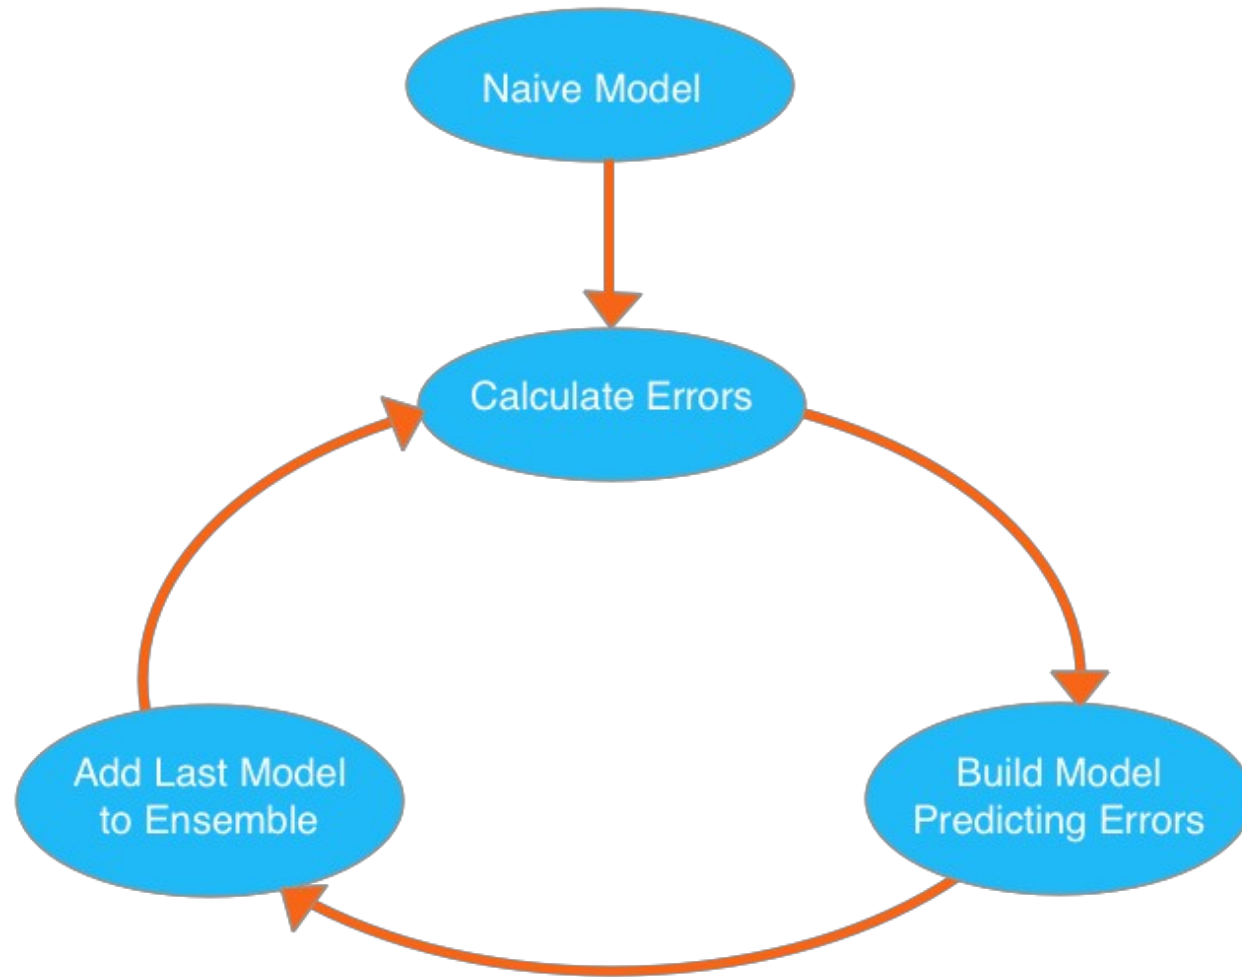 Naive Model
Calculate Errors
Add Last Model
to Ensemble
Build Model
Predicting Errors